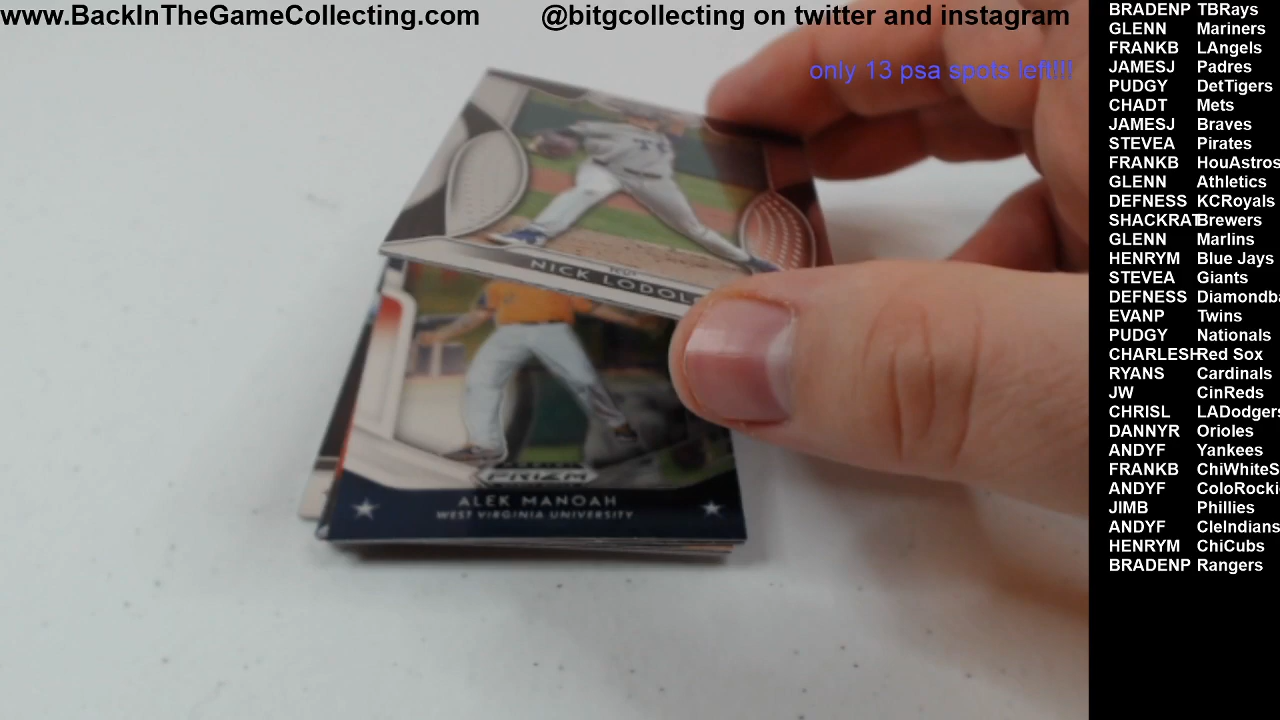 www.BackInTheGameCollecting.com @bitgcollecting on twitter and instagram
only 13 psa spots left!!!
NICK LODOL
PRIZM
ALEK MANOAH
WEST VIRGINIA UNIVERSITY
BRADENP TBRays
GLENN Mariners
FRANKB LAngels
JAMESJ Padres
PUDGY DetTigers
CHADT Mets
JAMESJ Braves
STEVEA Pirates
FRANKB HouAstros
GLENN Athletics
DEFNESS KCRoyals
SHACKRAT Brewers
GLENN Marlins
HENRYM Blue Jays
STEVEA Giants
DEFNESS Diamondba
EVANP Twins
PUDGY Nationals
CHARLESH Red Sox
RYANS Cardinals
JW CinReds
CHRISL LADodgers
DANNYR Orioles
ANDYF Yankees
FRANKB ChiWhiteS
ANDYF ColoRocki
JIMB Phillies
ANDYF CleIndians
HENRYM ChiCubs
BRADENP Rangers